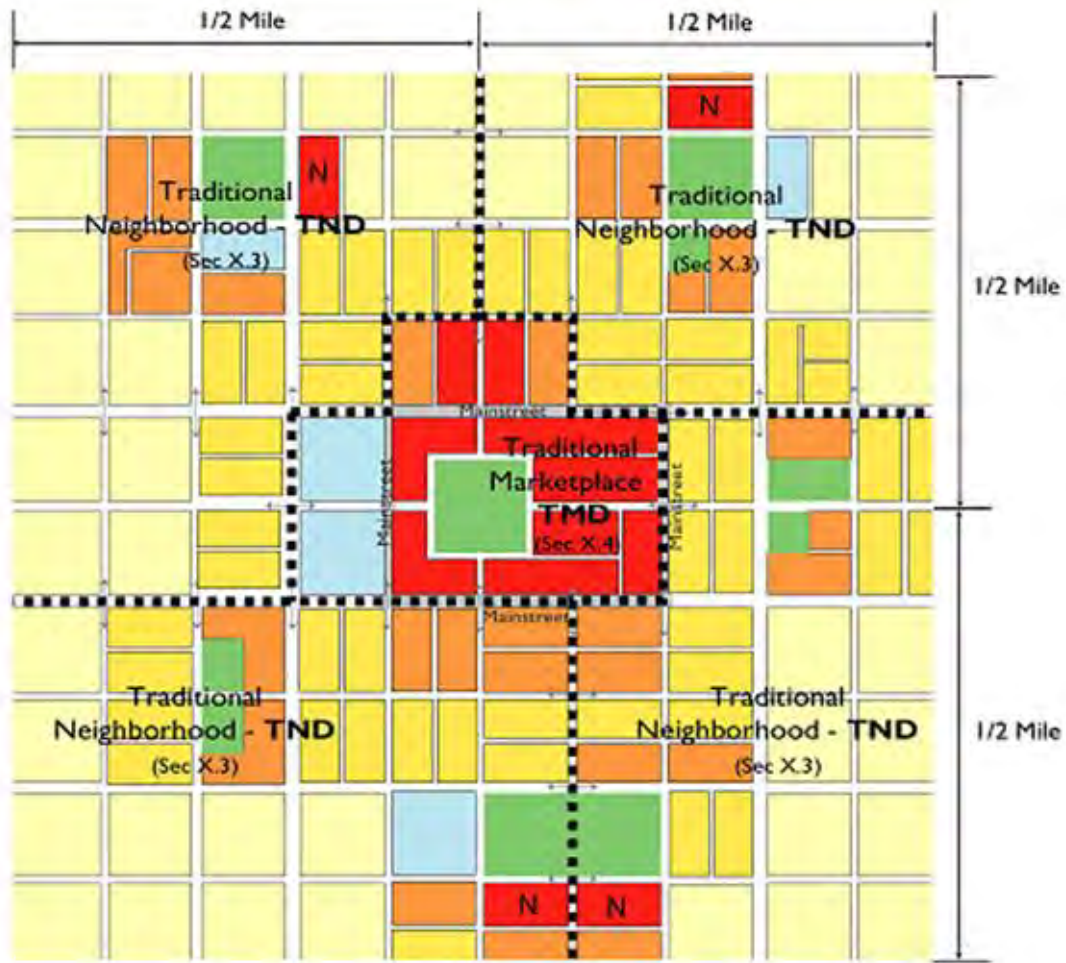 1/2 Mile
1/2 Mile
N
N
Traditional
Neighborhood - TND
(Sec X.3)
Traditional
Neighborhood - TND
(Sec X.3)
1/2 Mile
Mainstreet
Traditional
Marketplace
TMD
(Sec X.4)
Mainstreet
Mainstreet
Mainstreet
Traditional
Neighborhood - TND
(Sec X.3)
Traditional
Neighborhood - TND
(Sec X.3)
1/2 Mile
N
N